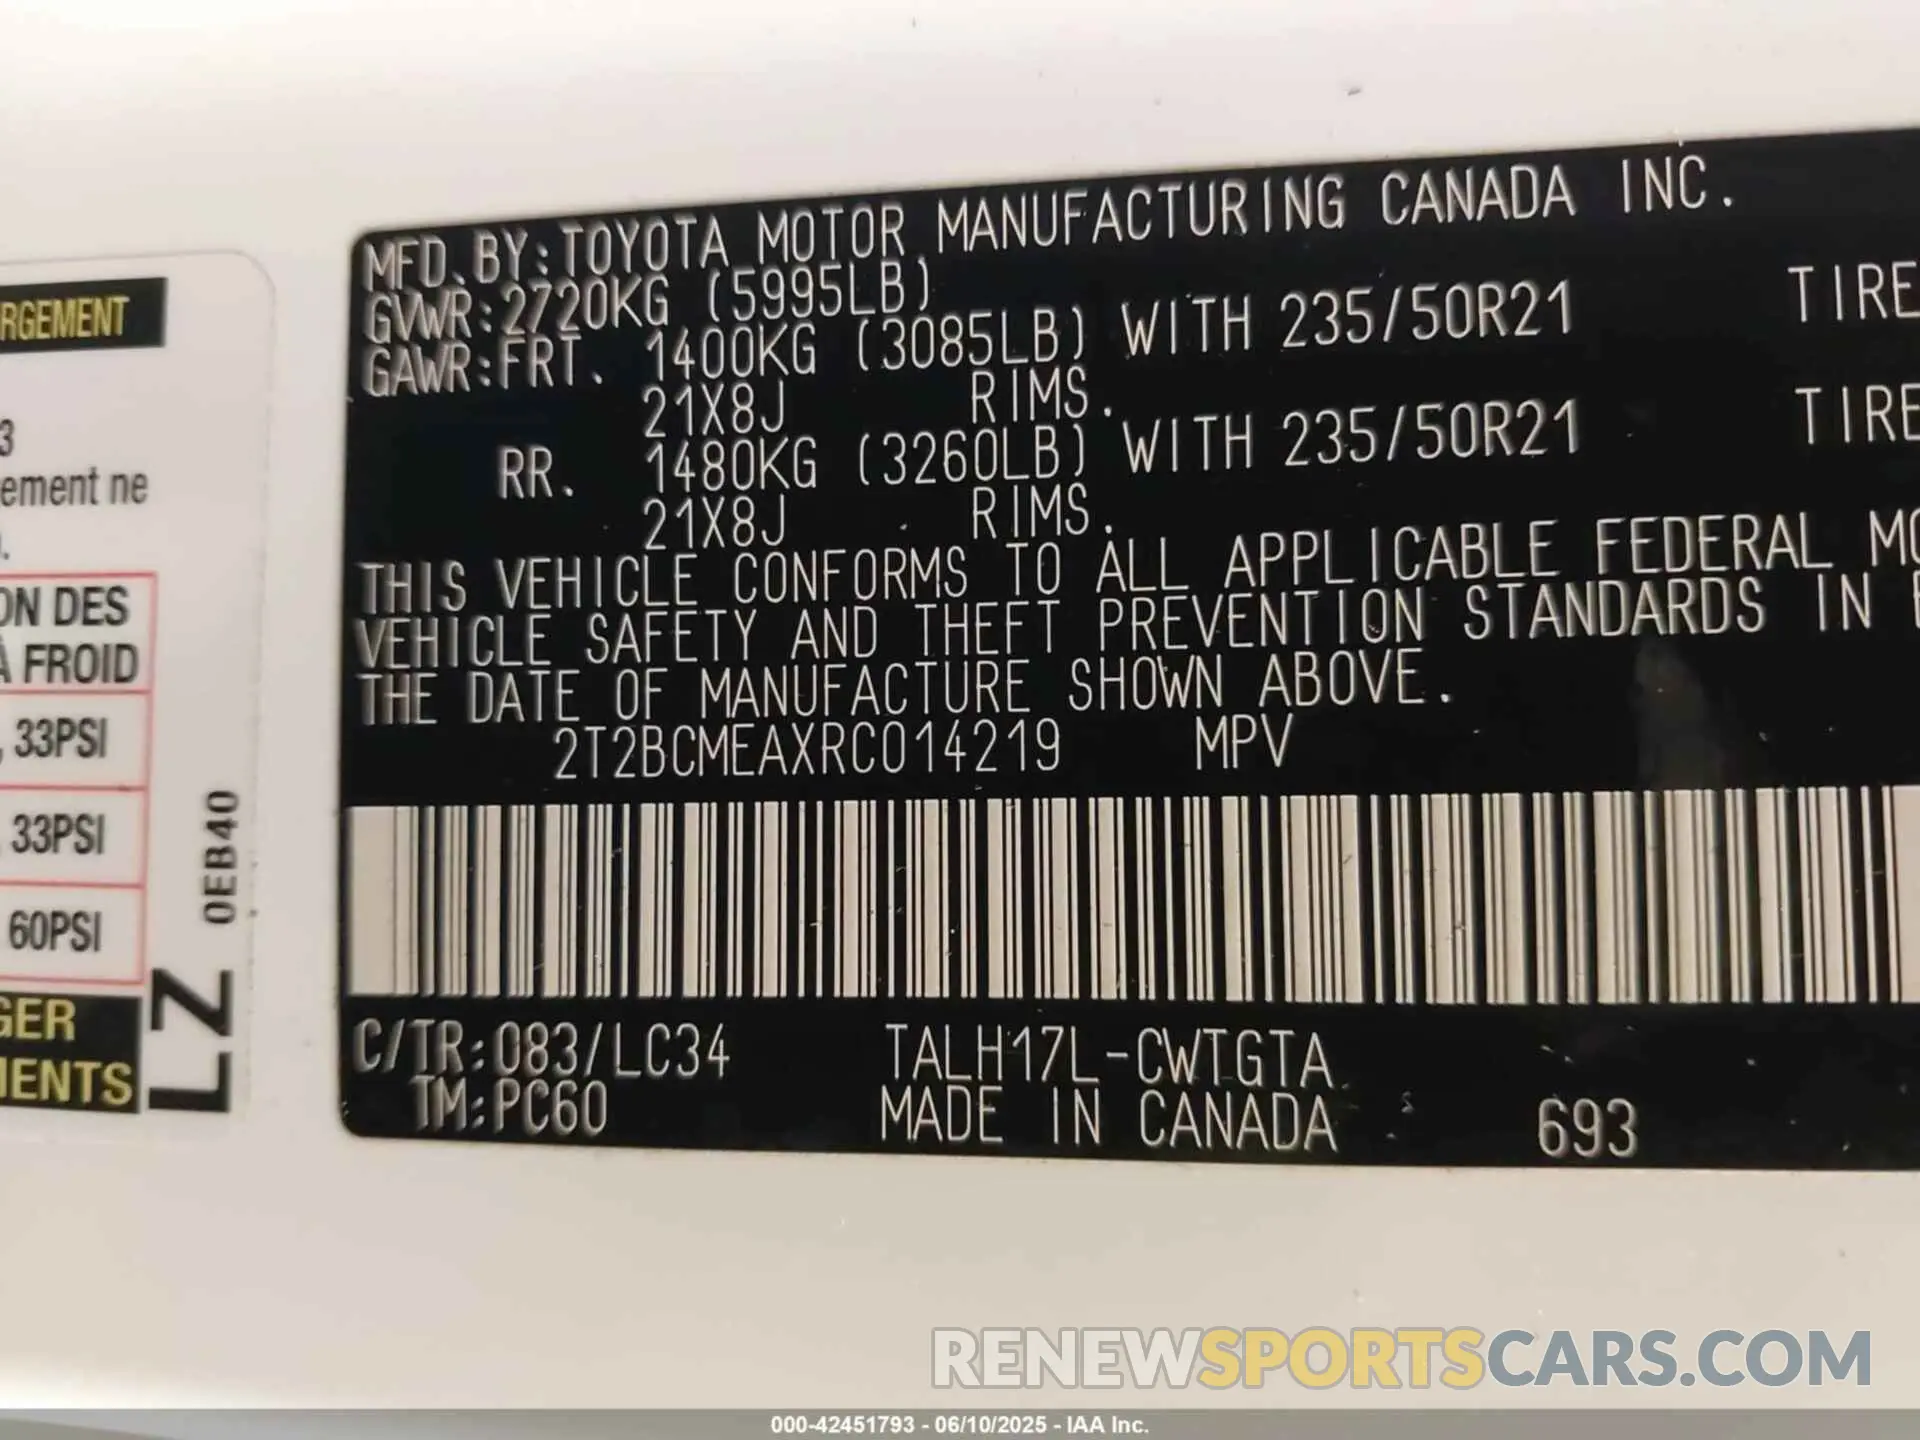 RGEMENT
3
ement ne
ON DES
À FROID
, 33PSI
33PSI
60PSI
GER
MENTS
0EB40
LZ
MFD.BY:TOYOTA MOTOR MANUFACTURING CANADA INC.
GVWR:2720KG (5995LB)
GAWR:FRT. 1400KG (3085LB) WITH 235/50R21 TIRE
21X8J RIMS.
RR. 1480KG (3260LB) WITH 235/50R21 TIRE
21X8J RIMS.
THIS VEHICLE CONFORMS TO ALL APPLICABLE FEDERAL MO
VEHICLE SAFETY AND THEFT PREVENTION STANDARDS IN E
THE DATE OF MANUFACTURE SHOWN ABOVE.
2T2BCMEAXRC014219 MPV
C/TR:083/LC34 TALH17L-CWTGTA
TM:PC60 MADE IN CANADA 693
RENEWSPORTSCARS.COM
000-42451793 - 06/10/2025 - IAA Inc.